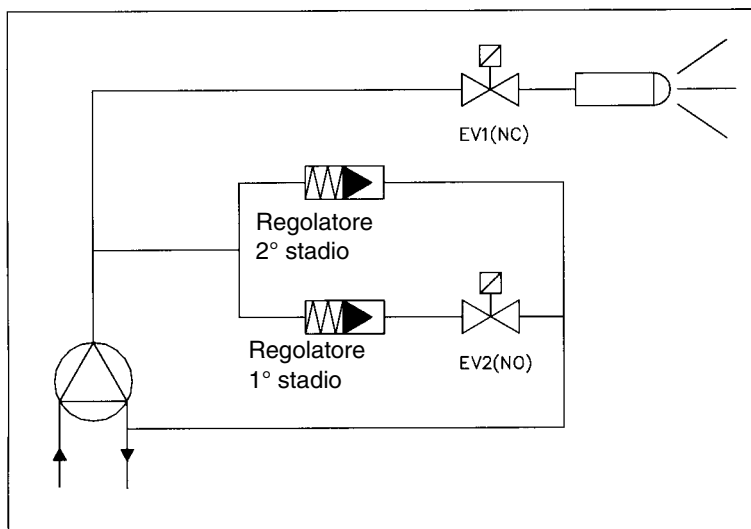 EV1(NC)
Regolatore
2° stadio
Regolatore
1° stadio
EV2(NO)